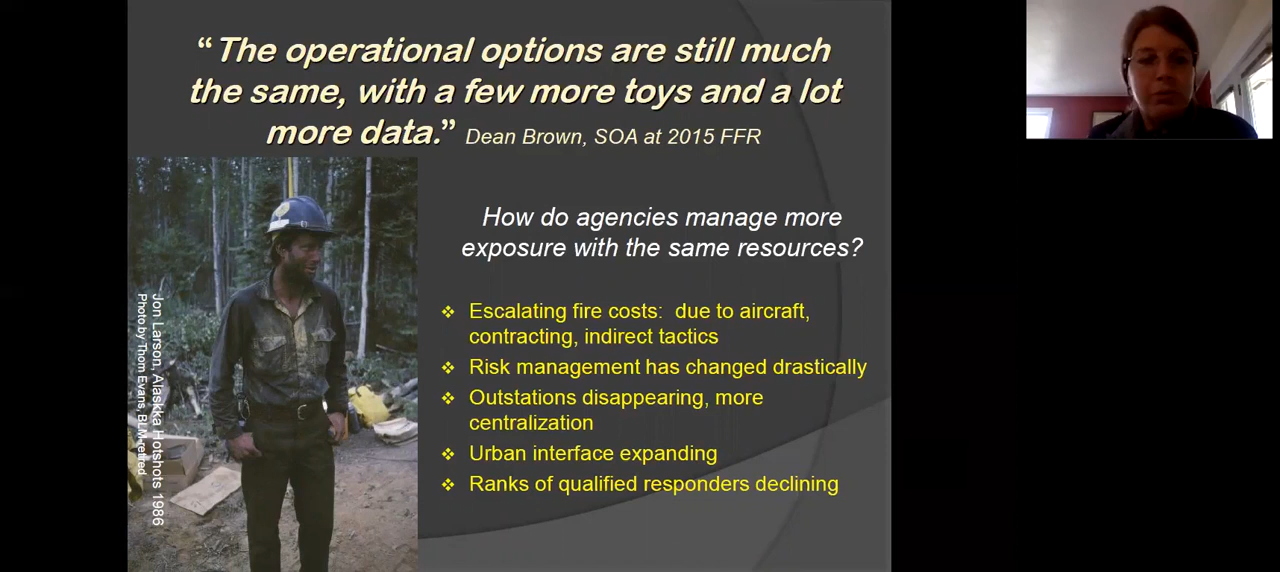 “The operational options are still much
the same, with a few more toys and a lot
more data.” Dean Brown, SOA at 2015 FFR
How do agencies manage more
exposure with the same resources?
❖ Escalating fire costs: due to aircraft,
contracting, indirect tactics
❖ Risk management has changed drastically
❖ Outstations disappearing, more
centralization
❖ Urban interface expanding
❖ Ranks of qualified responders declining
Jon Larson, Alaskka Hotshots 1986
Photo by Thom Evans, BLM-retired